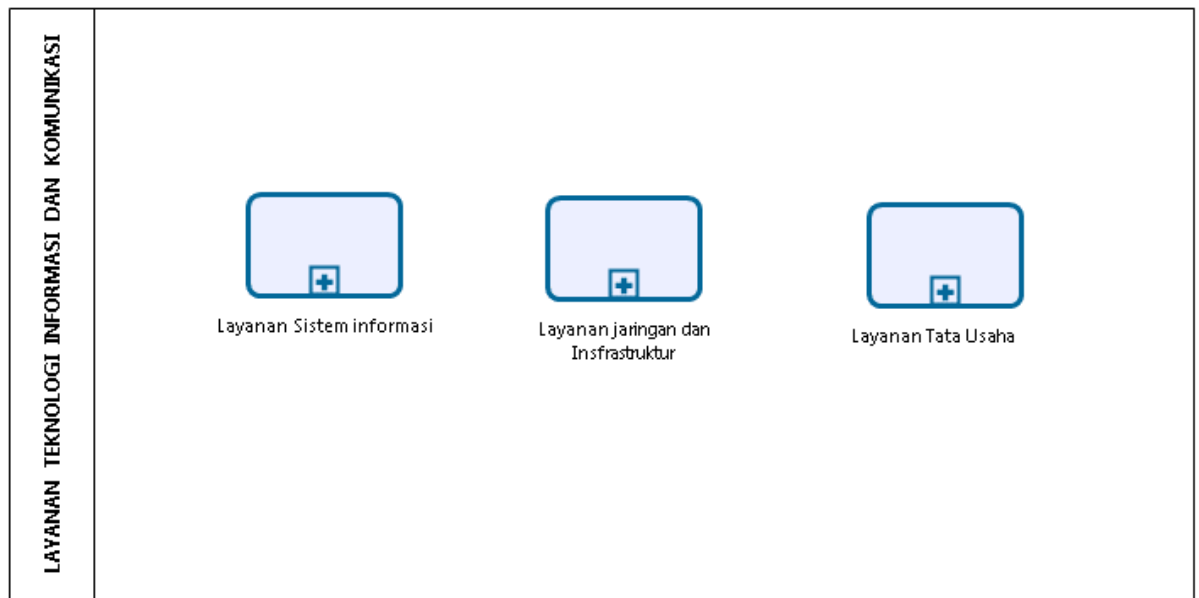 LAYANAN TEKNOLOGI INFORMASI DAN KOMUNIKASI
Layanan Sistem informasi
Layanan jaringan dan
Insfrastruktur
Layanan Tata Usaha